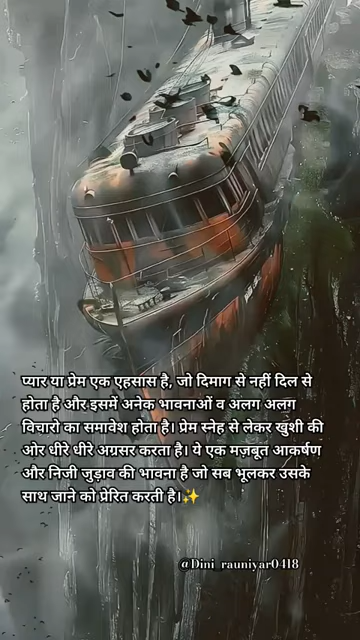 प्यार या प्रेम एक एहसास है, जो दिमाग से नहीं दिल से
होता है और इसमें अनेक भावनाओं व अलग अलग
विचारो का समावेश होता है। प्रेम स्नेह से लेकर खुशी की
ओर धीरे धीरे अग्रसर करता है। ये एक मज़बूत आकर्षण
और निजी जुड़ाव की भावना है जो सब भूलकर उसके
साथ जाने को प्रेरित करती है।✨
@Dini_rauniyar0418